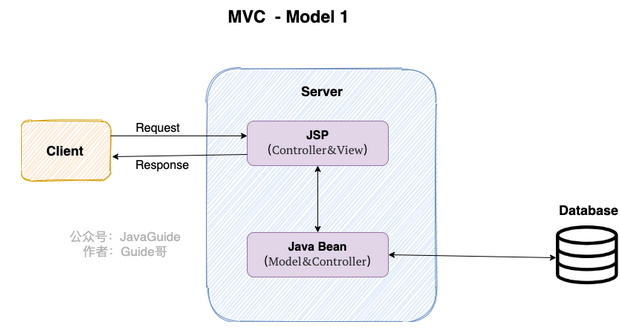 MVC - Model 1
Server
Request
JSP
(Controller&View)
Client
Response
Database
公众号：JavaGuide
作者：Guide哥
Java Bean
(Model&Controller)